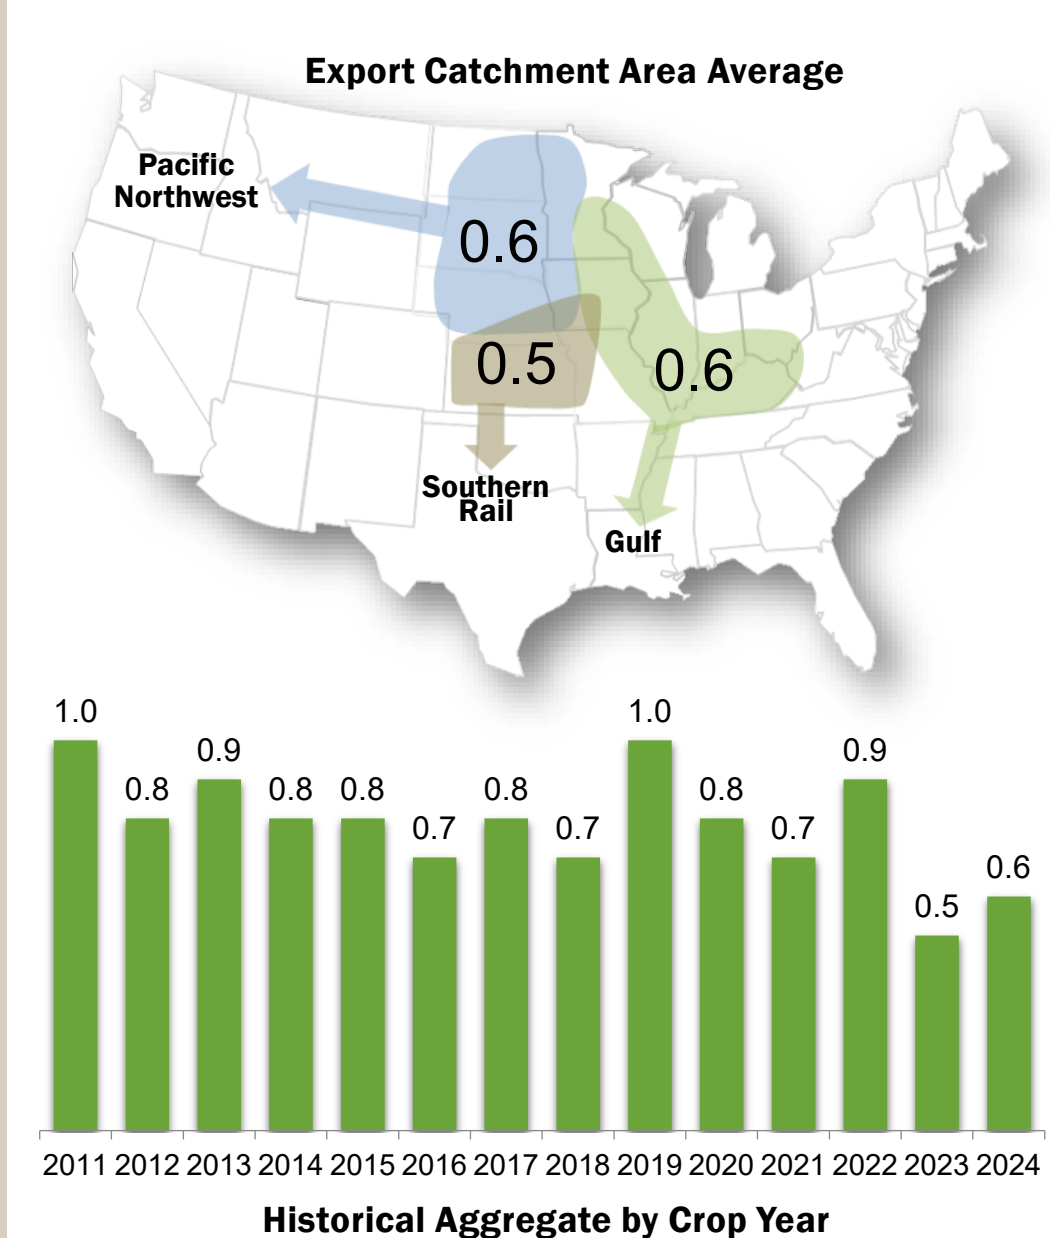 Export Catchment Area Average
Pacific
Northwest
0.6
0.5
0.6
Southern
Rail
Gulf
1.0
0.8
0.9
0.8
0.8
0.7
0.8
0.7
1.0
0.8
0.7
0.9
0.5
0.6
2011 2012 2013 2014 2015 2016 2017 2018 2019 2020 2021 2022 2023 2024
Historical Aggregate by Crop Year